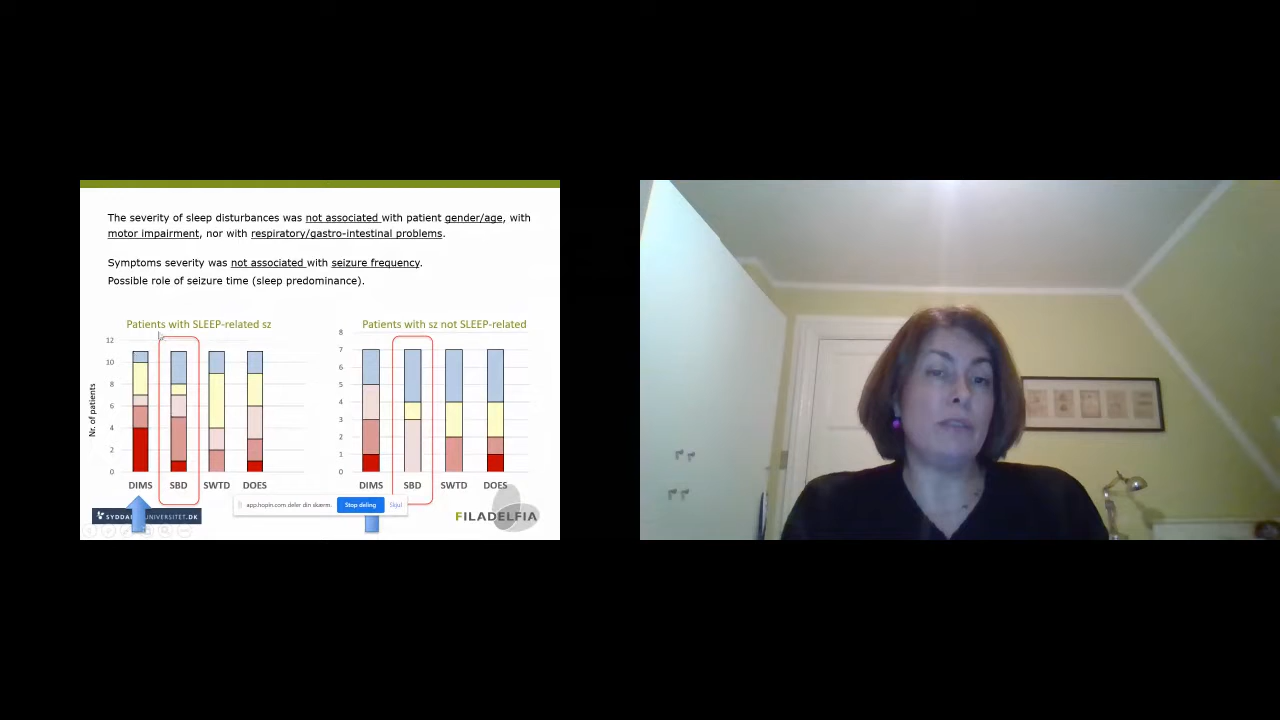 The severity of sleep disturbances was not associated with patient gender/age, with
motor impairment, nor with respiratory/gastro-intestinal problems.
Symptoms severity was not associated with seizure frequency.
Possible role of seizure time (sleep predominance).
Patients with SLEEP-related sz
Nr. of patients
12
10
8
6
4
2
0
DIMS SBD SWTD DOES
Patients with sz not SLEEP-related
8
7
6
5
4
3
2
1
0
DIMS SBD SWTD DOES
app.hopin.com deler din skærm. Stop deling Skjul
UNIVERSITET.DK
FILADELFIA